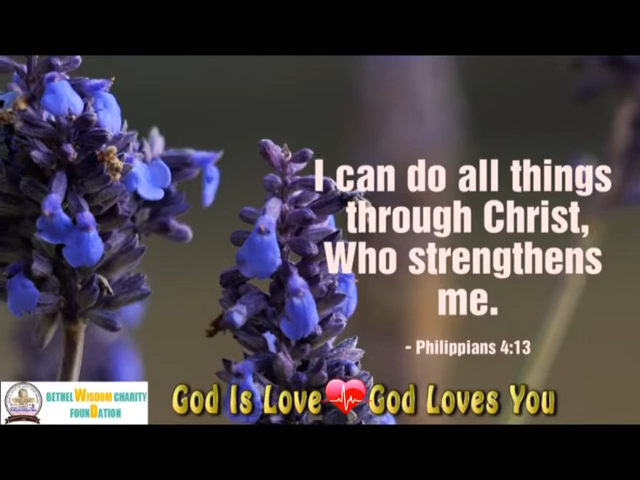 I can do all things
through Christ,
Who strengthens
me.
- Philippians 4:13
BETHEL WISDOM CHARITY
FOUNDATION
God Is Love God Loves You